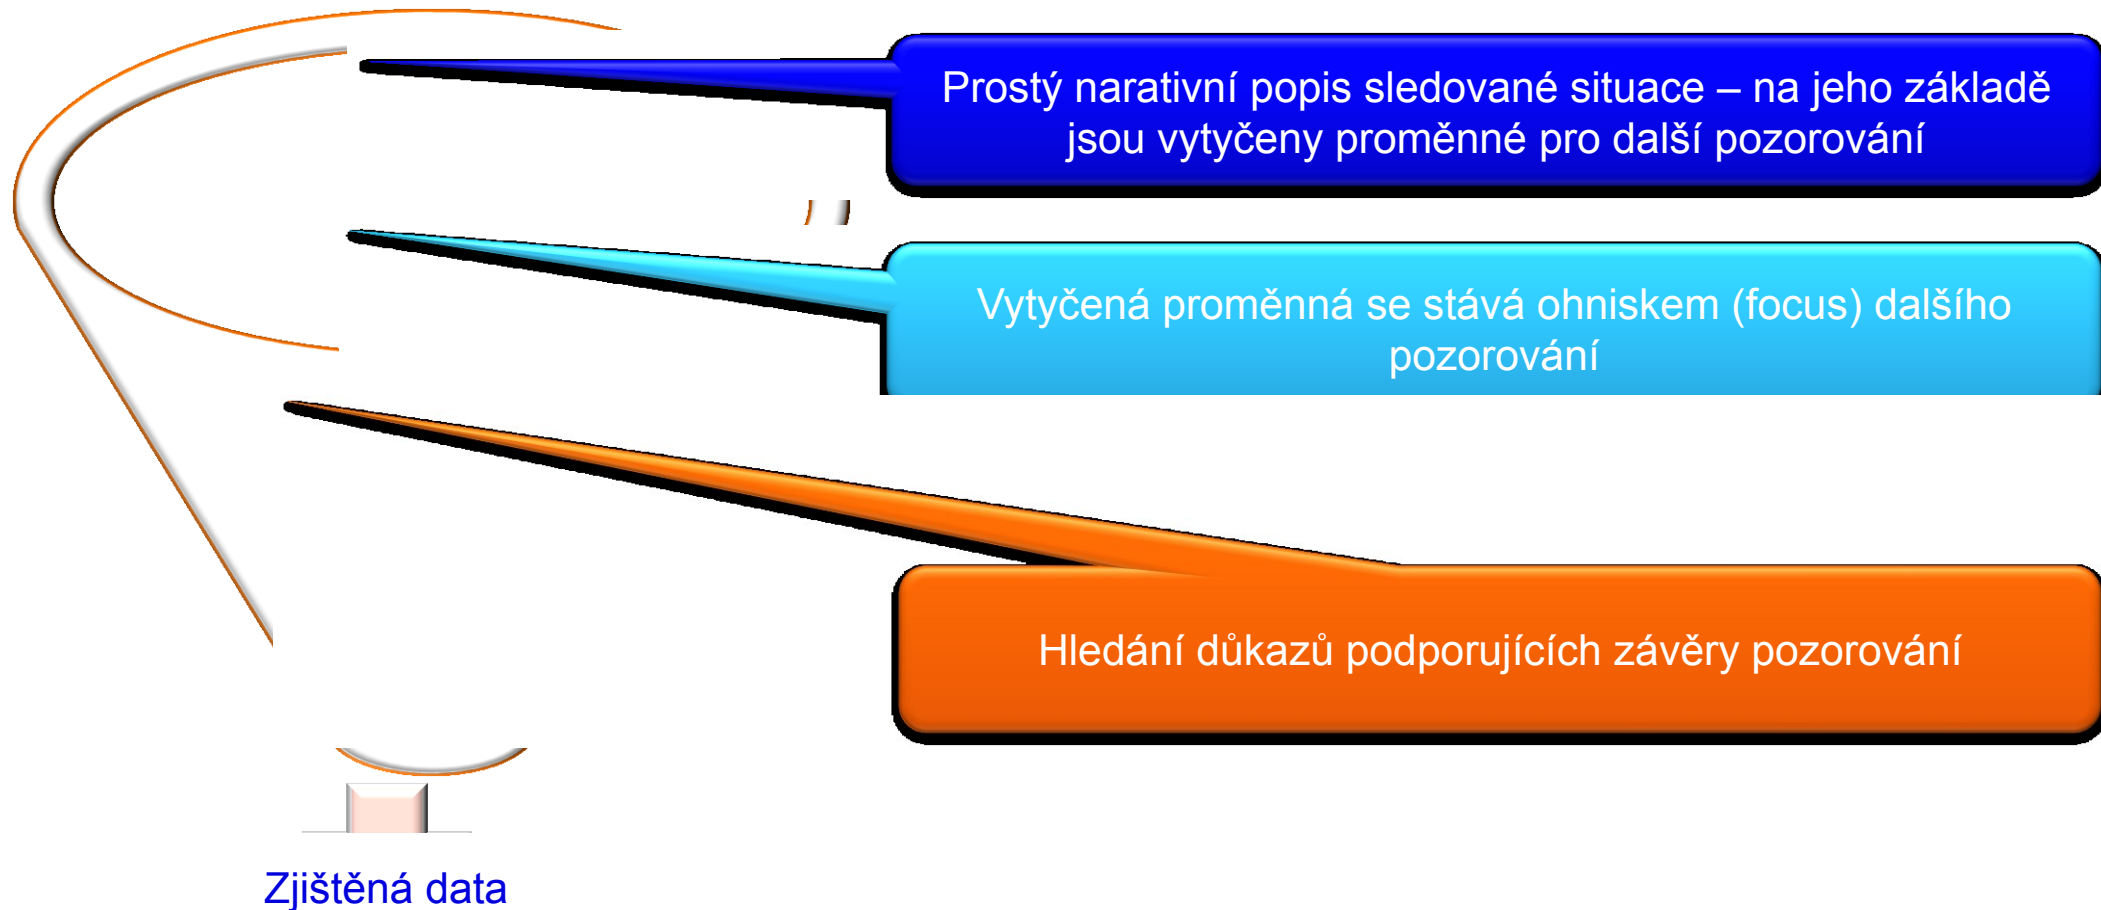 Prostý narativní popis sledované situace – na jeho základě
jsou vytyčeny proměnné pro další pozorování
Vytyčená proměnná se stává ohniskem (focus) dalšího
pozorování
Hledání důkazů podporujících závěry pozorování
Zjištěná data